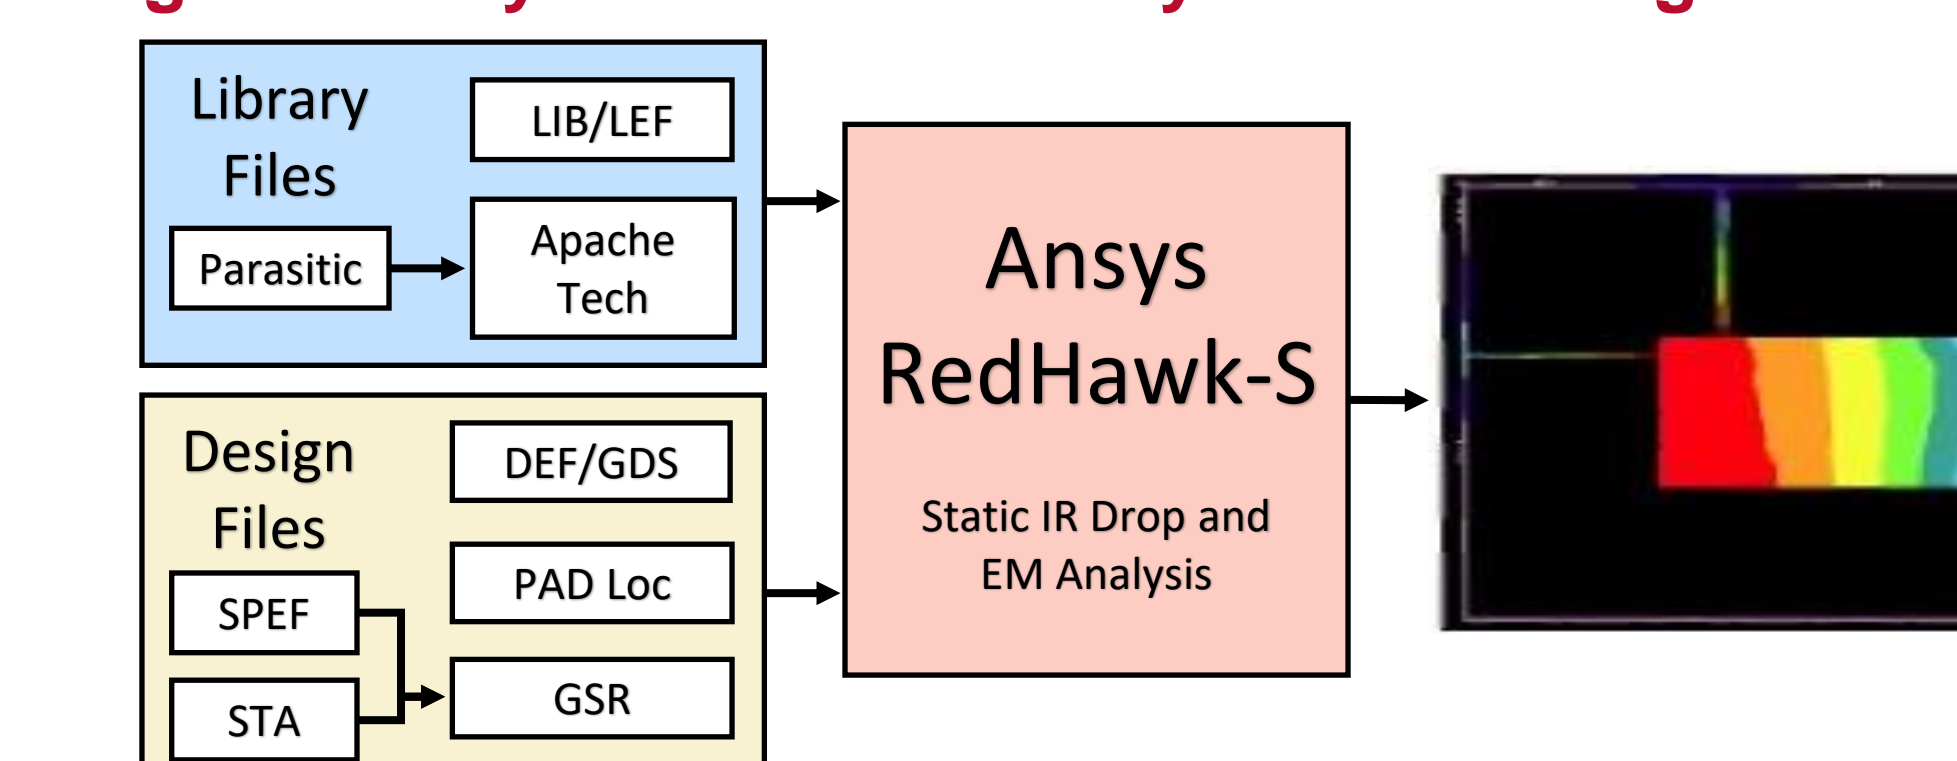 Library
Files
LIB/LEF
Parasitic
Apache
Tech
Design
Files
DEF/GDS
PAD Loc
SPEF
STA
GSR
Ansys
RedHawk-S
Static IR Drop and
EM Analysis